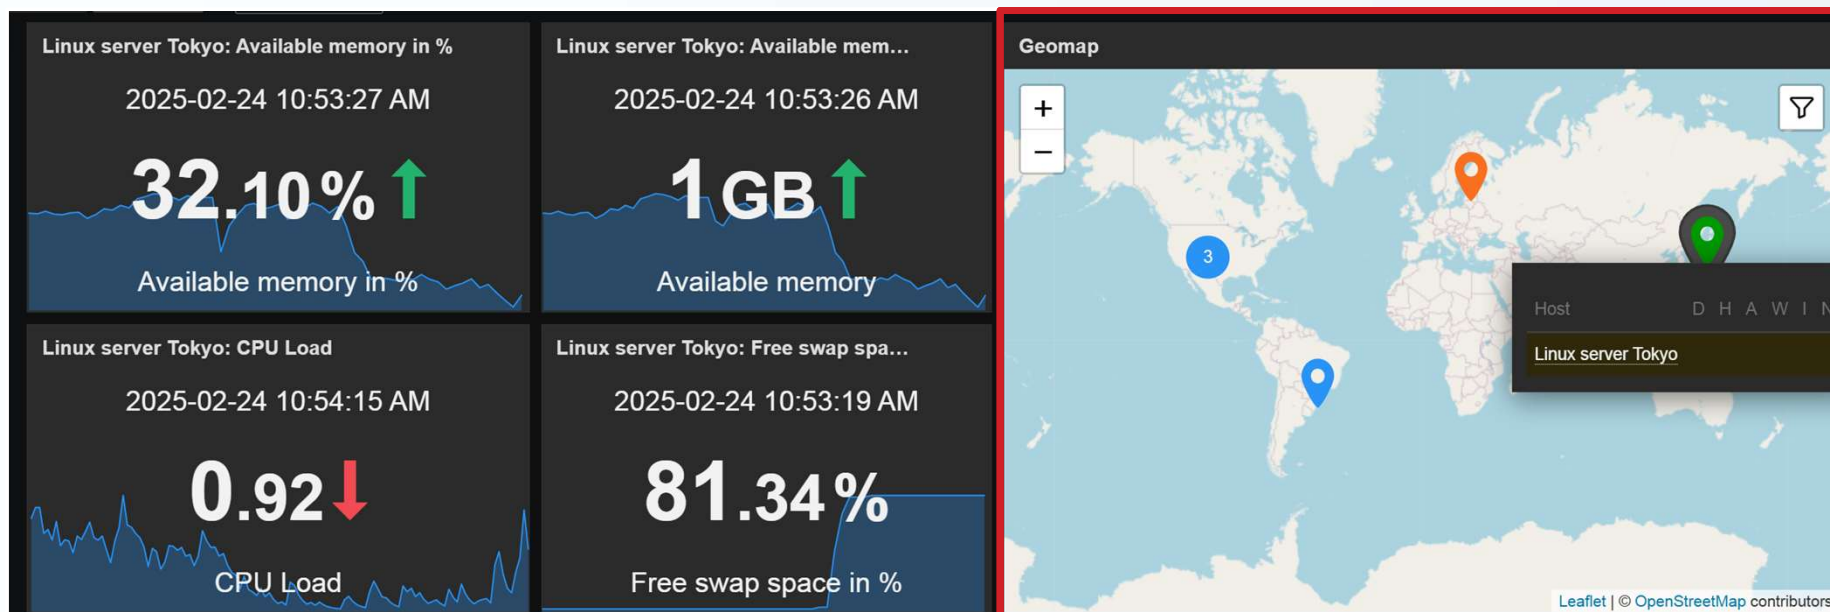 Linux server Tokyo: Available memory in %
2025-02-24 10:53:27 AM
32.10%
Available memory in %
Linux server Tokyo: Available mem...
2025-02-24 10:53:26 AM
1 GB
Available memory
Linux server Tokyo: CPU Load
2025-02-24 10:54:15 AM
0.92
CPU Load
Linux server Tokyo: Free swap spa...
2025-02-24 10:53:19 AM
81.34%
Free swap space in %
Geomap
+
−
3
Host D H A W I N
Linux server Tokyo
Leaflet | © OpenStreetMap contributors